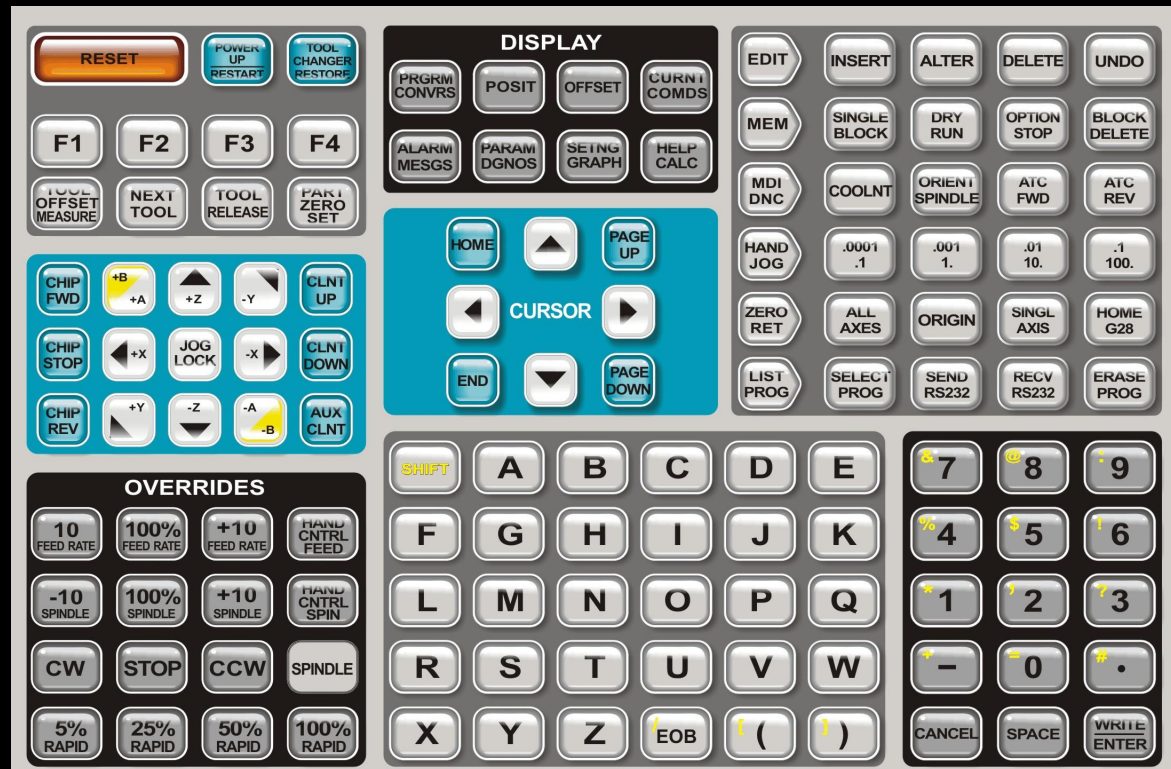 RESET
POWER
UP
RESTART
TOOL
CHANGER
RESTORE
F1
F2
F3
F4
TOOL
OFFSET
MEASURE
NEXT
TOOL
TOOL
RELEASE
PART
ZERO
SET
CHIP
FWD
+B
+A
+Z
-Y
CLNT
UP
CHIP
STOP
+X
JOG
LOCK
-X
CLNT
DOWN
CHIP
REV
+Y
-Z
-A
-B
AUX
CLNT
OVERRIDES
10
FEED RATE
100%
FEED RATE
+10
FEED RATE
HAND
CNTRL
FEED
-10
SPINDLE
100%
SPINDLE
+10
SPINDLE
HAND
CNTRL
SPIN
CW
STOP
CCW
SPINDLE
5%
RAPID
25%
RAPID
50%
RAPID
100%
RAPID
DISPLAY
PRGRM
CONVRS
POSIT
OFFSET
CURNT
COMDS
ALARM
MESGS
PARAM
DGNOS
SETNG
GRAPH
HELP
CALC
HOME
PAGE
UP
CURSOR
END
PAGE
DOWN
EDIT
INSERT
ALTER
DELETE
UNDO
MEM
SINGLE
BLOCK
DRY
RUN
OPTION
STOP
BLOCK
DELETE
MDI
DNC
COOLNT
ORIENT
SPINDLE
ATC
FWD
ATC
REV
HAND
JOG
.0001
.1
.001
1.
.01
10.
.1
100.
ZERO
RET
ALL
AXES
ORIGIN
SINGL
AXIS
HOME
G28
LIST
PROG
SELECT
PROG
SEND
RS232
RECV
RS232
ERASE
PROG
SHIFT
A
B
C
D
E
F
G
H
I
J
K
L
M
N
O
P
Q
R
S
T
U
V
W
X
Y
Z
/
EOB
[ (
] )
& 7
@ 8
: 9
% 4
$ 5
! 6
* 1
, 2
? 3
+ -
= 0
# .
CANCEL
SPACE
WRITE
ENTER